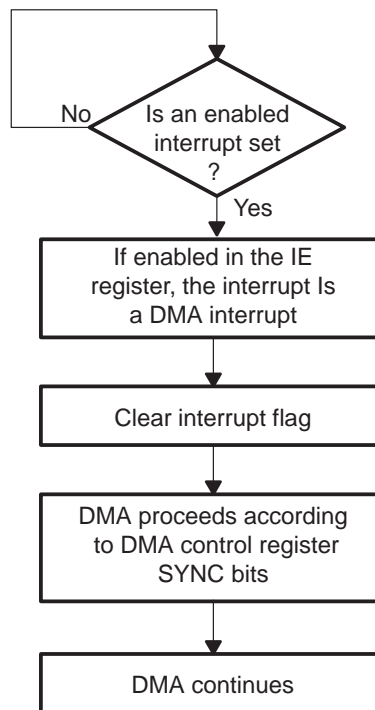 No
Is an enabled
interrupt set
?
Yes
If enabled in the IE
register, the interrupt Is
a DMA interrupt
Clear interrupt flag
DMA proceeds according
to DMA control register
SYNC bits
DMA continues